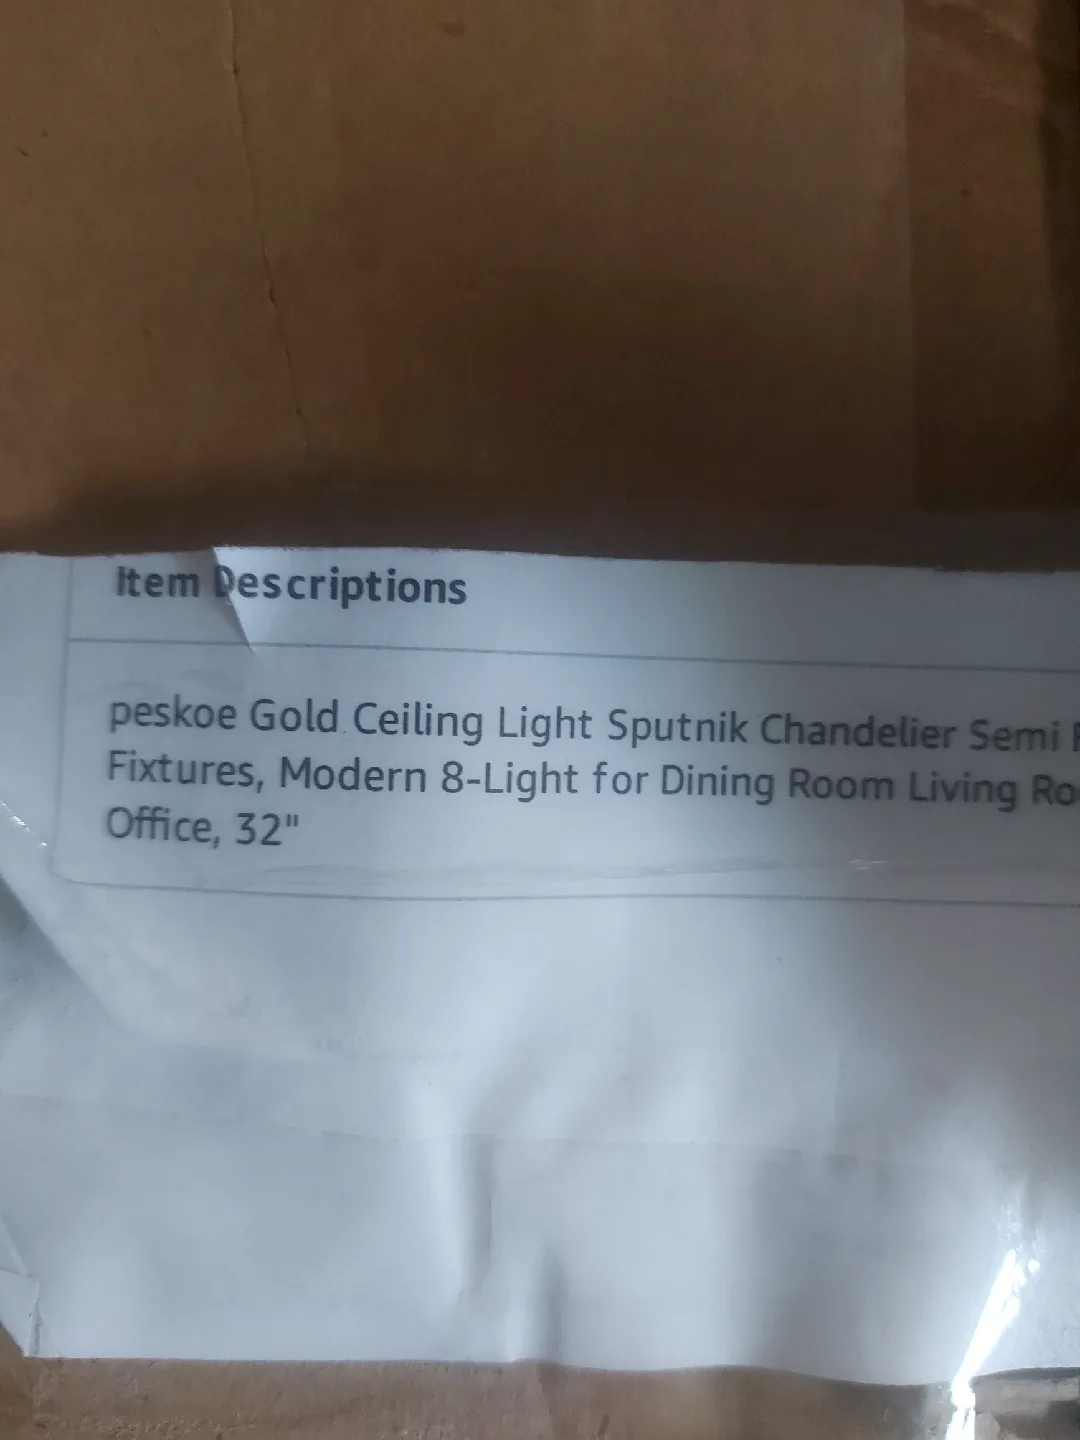 Item Descriptions
peskoe Gold Ceiling Light Sputnik Chandelier Semi
Fixtures, Modern 8-Light for Dining Room Living Ro
Office, 32"